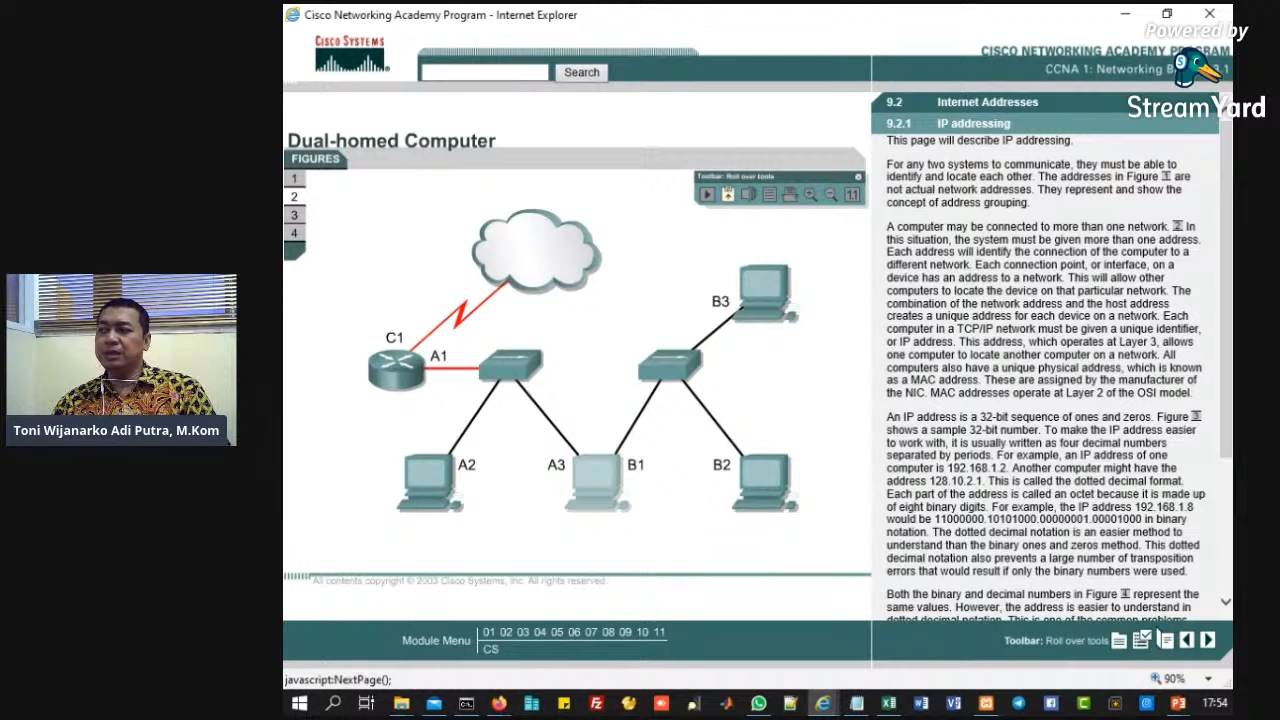 Cisco Networking Academy Program - Internet Explorer
Powered by
StreamYard
CISCO SYSTEMS
Search
CISCO NETWORKING ACADEMY PROGRAM
CCNA 1: Networking B
3.1
Dual-homed Computer
FIGURES
1
2
3
4
Toolbar: Roll over tools
C1
A1
B3
A2
A3
B1
B2
All contents copyright © 2003 Cisco Systems, Inc. All rights reserved.
9.2 Internet Addresses
9.2.1 IP addressing
This page will describe IP addressing.
For any two systems to communicate, they must be able to
identify and locate each other. The addresses in Figure 1 are
not actual network addresses. They represent and show the
concept of address grouping.
A computer may be connected to more than one network. 2 In
this situation, the system must be given more than one address.
Each address will identify the connection of the computer to a
different network. Each connection point, or interface, on a
device has an address to a network. This will allow other
computers to locate the device on that particular network. The
combination of the network address and the host address
creates a unique address for each device on a network. Each
computer in a TCP/IP network must be given a unique identifier,
or IP address. This address, which operates at Layer 3, allows
one computer to locate another computer on a network. All
computers also have a unique physical address, which is known
as a MAC address. These are assigned by the manufacturer of
the NIC. MAC addresses operate at Layer 2 of the OSI model.
An IP address is a 32-bit sequence of ones and zeros. Figure 3
shows a sample 32-bit number. To make the IP address easier
to work with, it is usually written as four decimal numbers
separated by periods. For example, an IP address of one
computer is 192.168.1.2. Another computer might have the
address 128.10.2.1. This is called the dotted decimal format.
Each part of the address is called an octet because it is made up
of eight binary digits. For example, the IP address 192.168.1.8
would be 11000000.10101000.00000001.00001000 in binary
notation. The dotted decimal notation is an easier method to
understand than the binary ones and zeros method. This dotted
decimal notation also prevents a large number of transposition
errors that would result if only the binary numbers were used.
Both the binary and decimal numbers in Figure 4 represent the
same values. However, the address is easier to understand in
dotted decimal notation. This is one of the common problems
Toni Wijanarko Adi Putra, M.Kom
Module Menu
01 02 03 04 05 06 07 08 09 10 11
CS
Toolbar: Roll over tools
javascript:NextPage();
90%
17:54